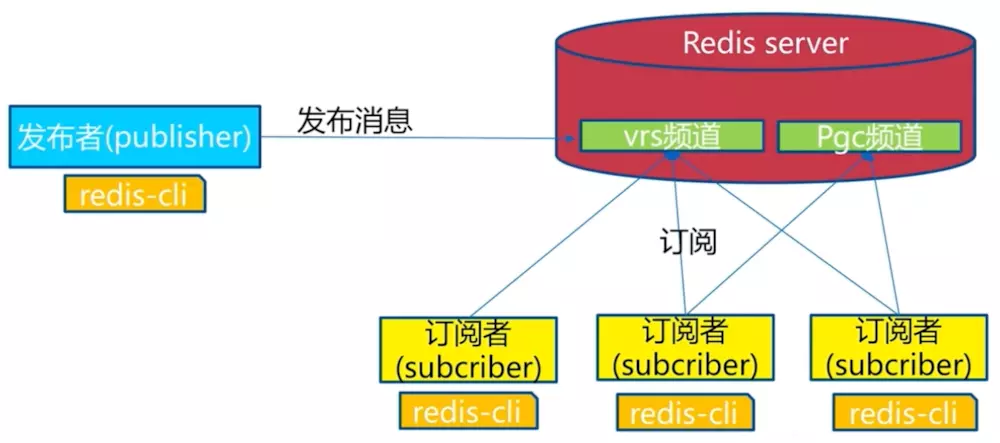 Redis server
发布者(publisher)
发布消息
vrs频道
Pgc频道
redis-cli
订阅
订阅者
(subcriber)
订阅者
(subcriber)
订阅者
(subcriber)
redis-cli
redis-cli
redis-cli